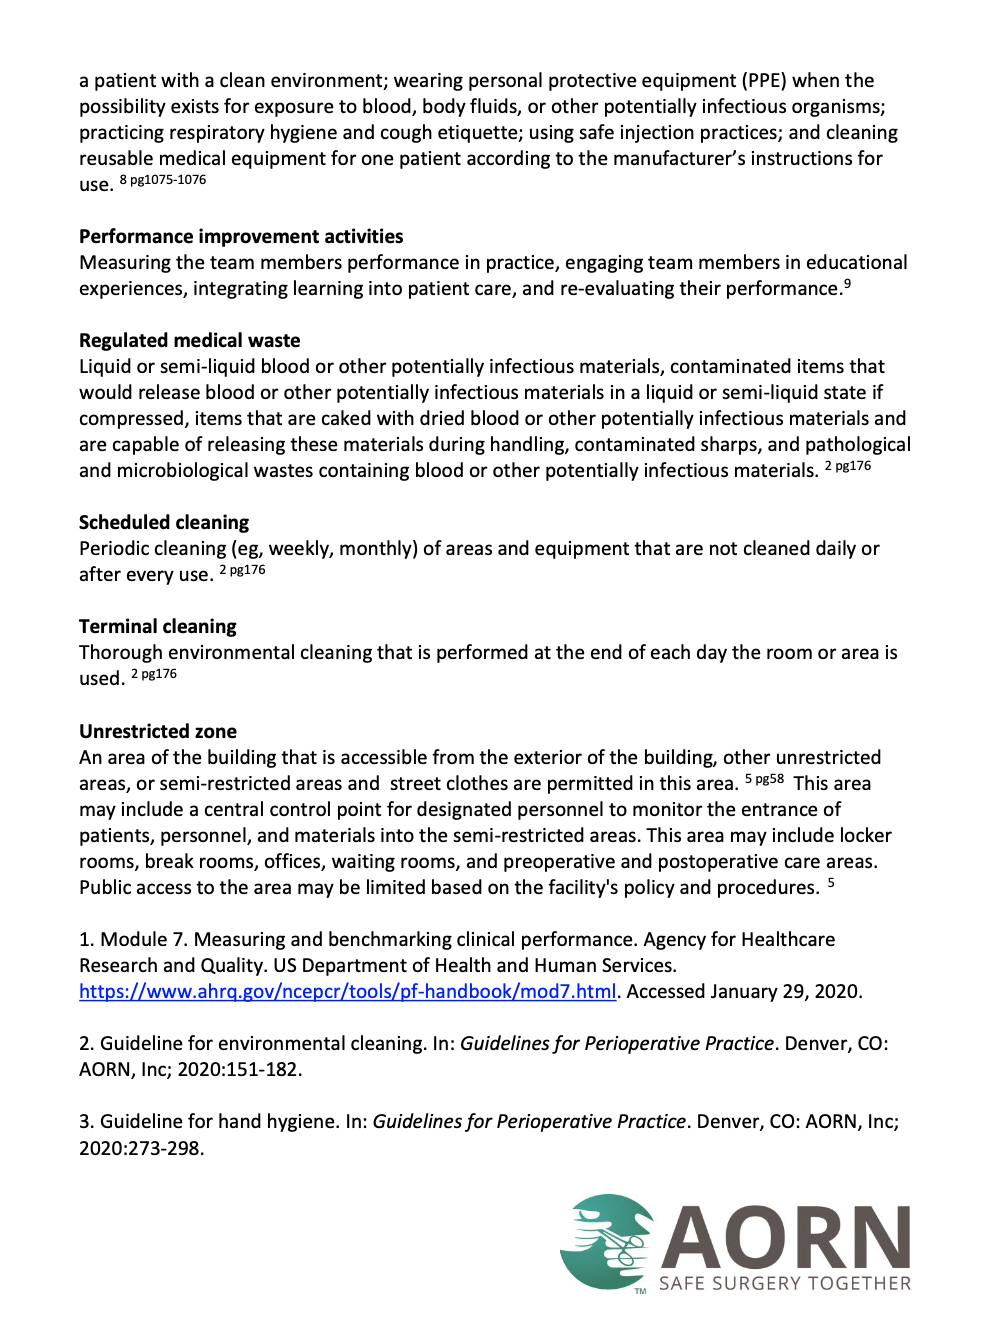 a patient with a clean environment; wearing personal protective equipment (PPE) when the
possibility exists for exposure to blood, body fluids, or other potentially infectious organisms;
practicing respiratory hygiene and cough etiquette; using safe injection practices; and cleaning
reusable medical equipment for one patient according to the manufacturer’s instructions for
use. 8 pg1075-1076
Performance improvement activities
Measuring the team members performance in practice, engaging team members in educational
experiences, integrating learning into patient care, and re-evaluating their performance.9
Regulated medical waste
Liquid or semi-liquid blood or other potentially infectious materials, contaminated items that
would release blood or other potentially infectious materials in a liquid or semi-liquid state if
compressed, items that are caked with dried blood or other potentially infectious materials and
are capable of releasing these materials during handling, contaminated sharps, and pathological
and microbiological wastes containing blood or other potentially infectious materials. 2 pg176
Scheduled cleaning
Periodic cleaning (eg, weekly, monthly) of areas and equipment that are not cleaned daily or
after every use. 2 pg176
Terminal cleaning
Thorough environmental cleaning that is performed at the end of each day the room or area is
used. 2 pg176
Unrestricted zone
An area of the building that is accessible from the exterior of the building, other unrestricted
areas, or semi-restricted areas and  street clothes are permitted in this area. 5 pg58  This area
may include a central control point for designated personnel to monitor the entrance of
patients, personnel, and materials into the semi-restricted areas. This area may include locker
rooms, break rooms, offices, waiting rooms, and preoperative and postoperative care areas.
Public access to the area may be limited based on the facility's policy and procedures. 5
1. Module 7. Measuring and benchmarking clinical performance. Agency for Healthcare
Research and Quality. US Department of Health and Human Services.
https://www.ahrq.gov/ncepcr/tools/pf-handbook/mod7.html. Accessed January 29, 2020.
2. Guideline for environmental cleaning. In: Guidelines for Perioperative Practice. Denver, CO:
AORN, Inc; 2020:151-182.
3. Guideline for hand hygiene. In: Guidelines for Perioperative Practice. Denver, CO: AORN, Inc;
2020:273-298.
AORN
SAFE SURGERY TOGETHER
TM